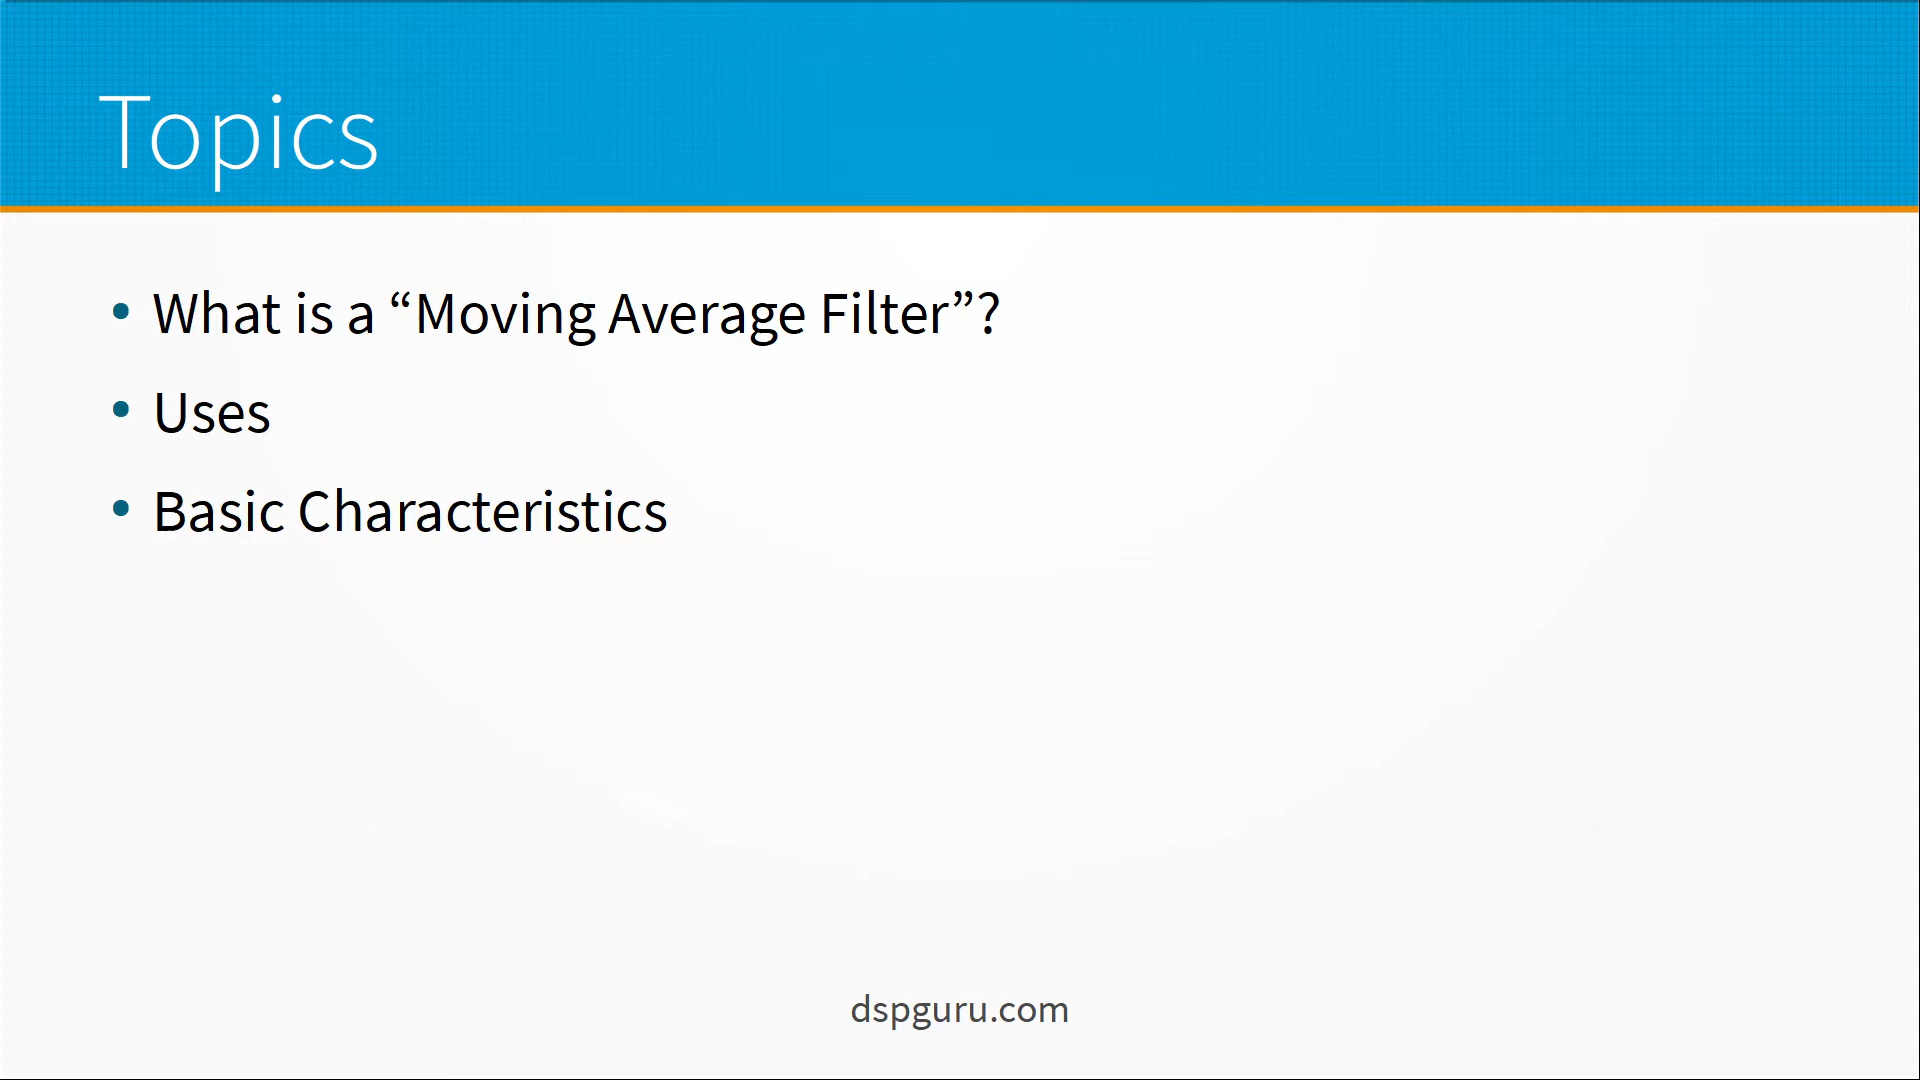 Topics
• What is a “Moving Average Filter”?
• Uses
• Basic Characteristics
dspguru.com